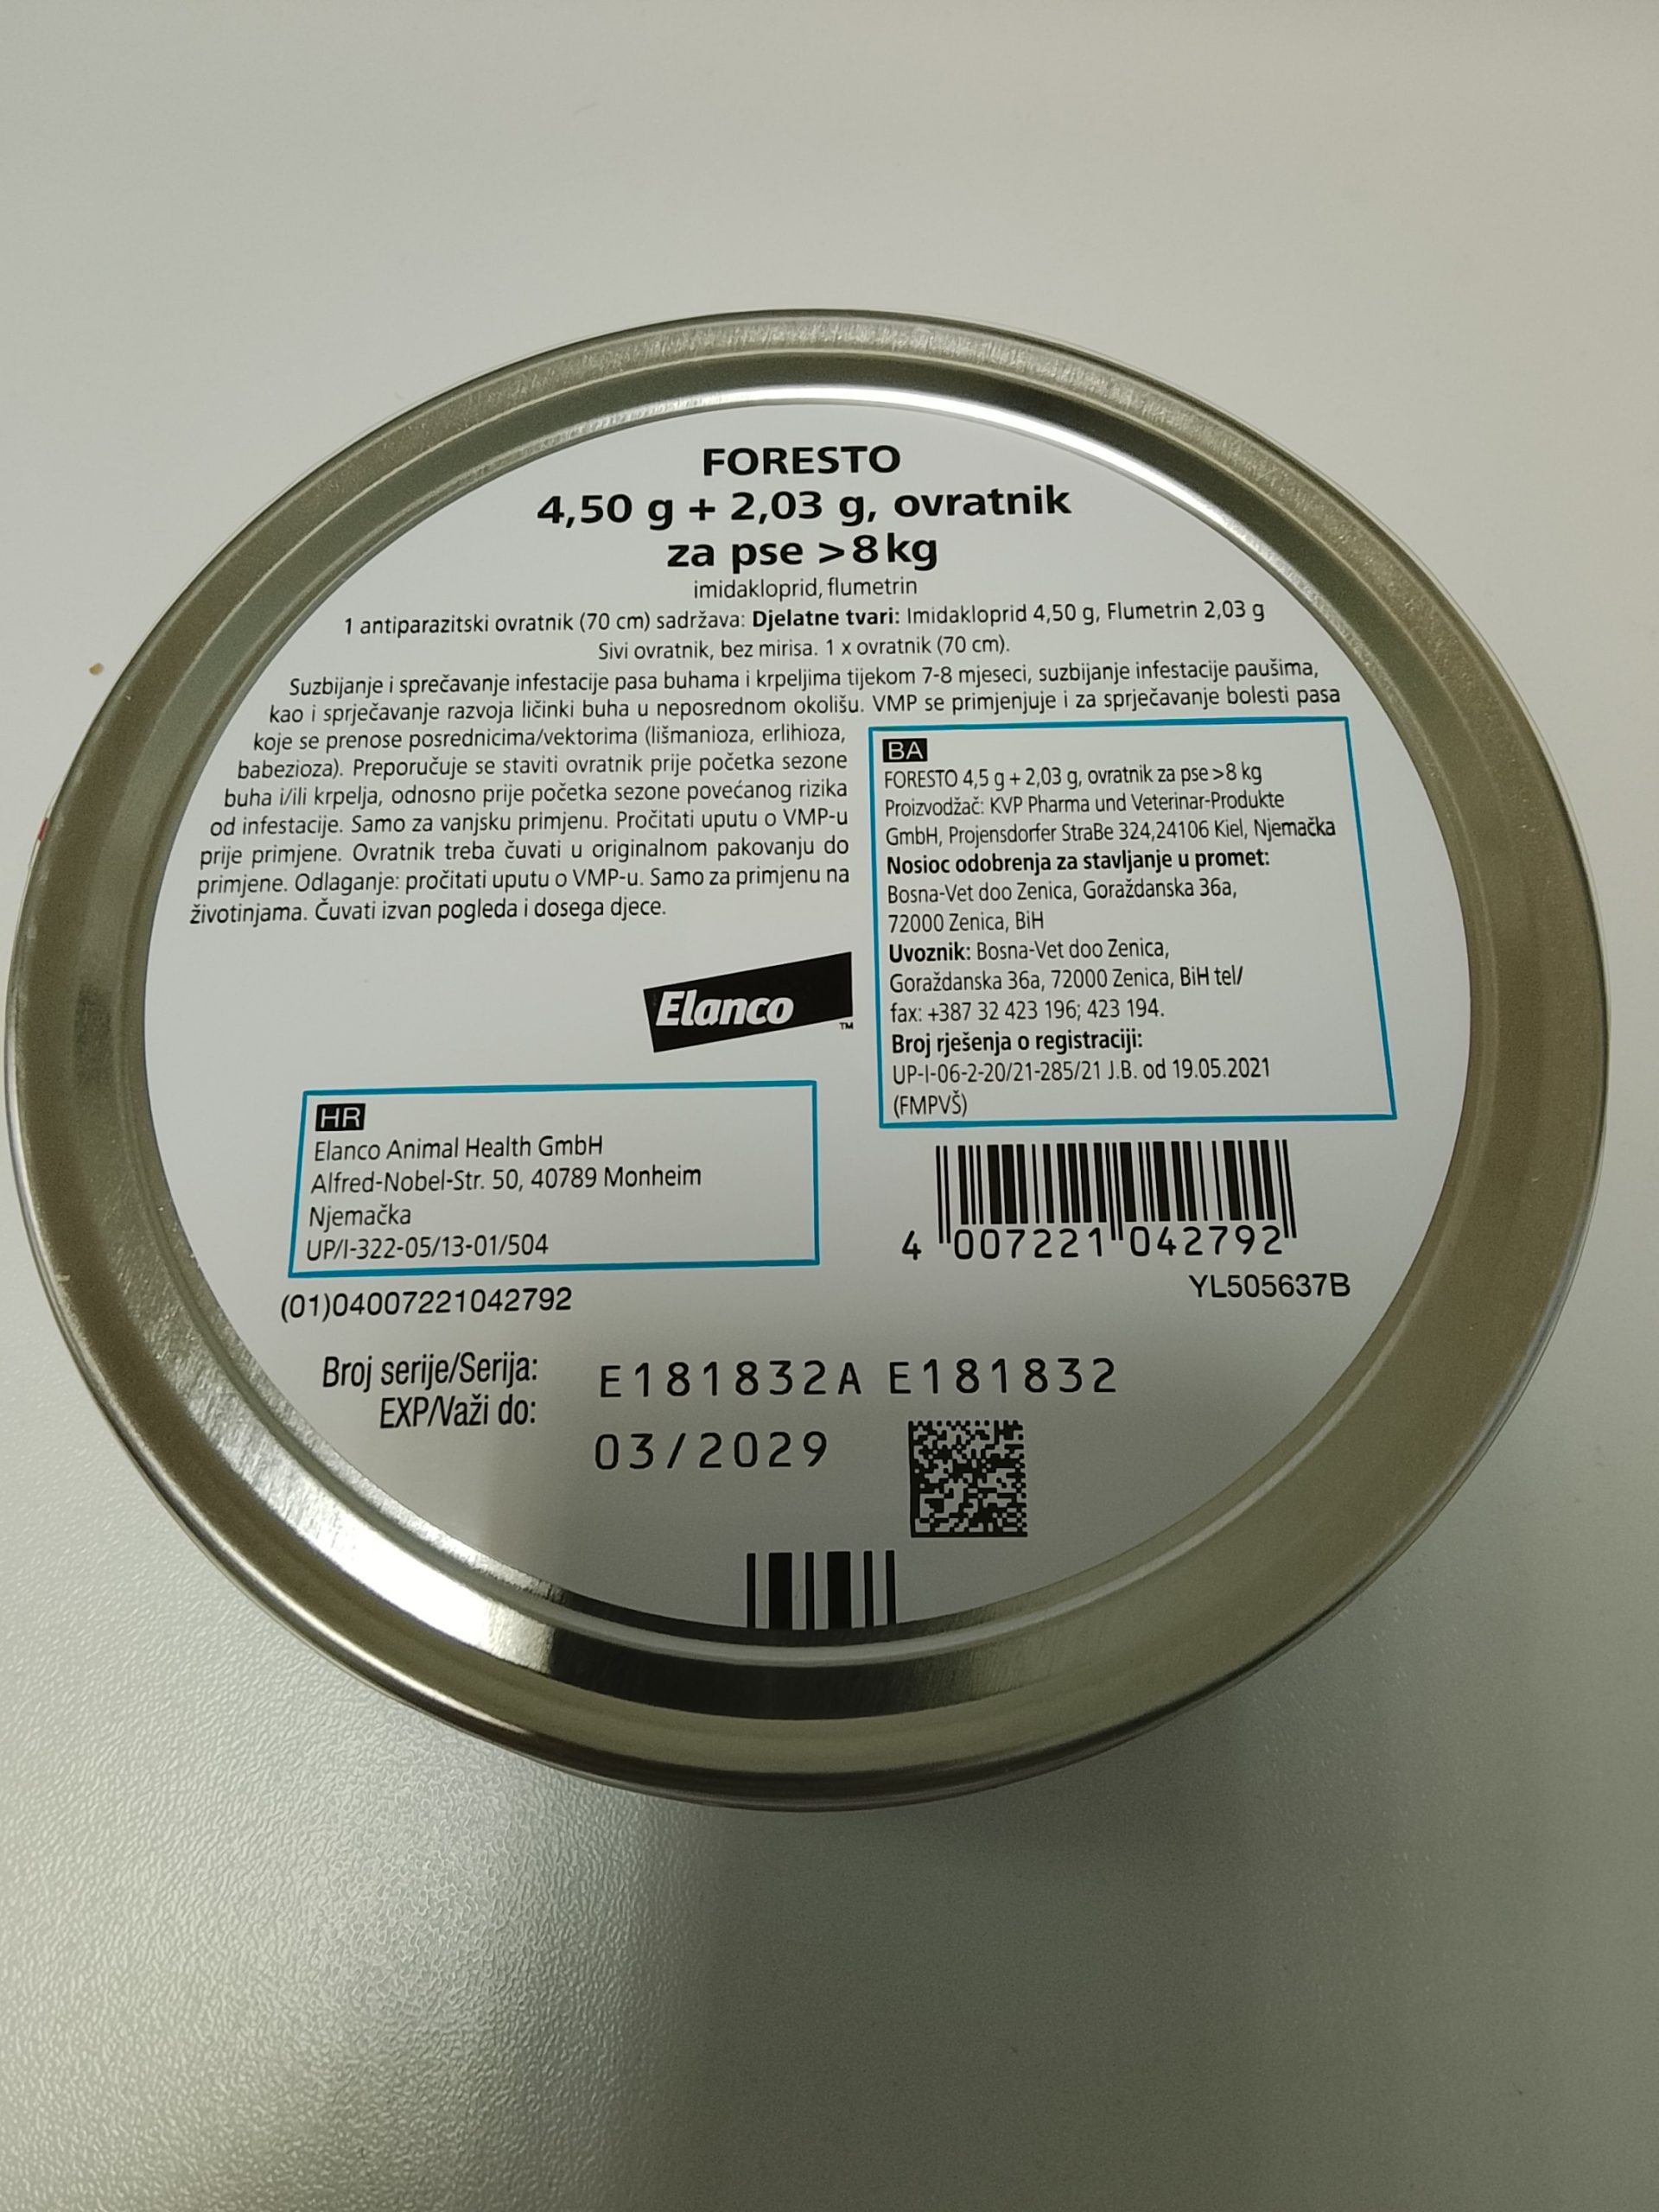 FORESTO
4,50 g + 2,03 g, ovratnik
za pse >8 kg
imidakloprid, flumetrin
1 antiparazitski ovratnik (70 cm) sadržava: Djelatne tvari: Imidakloprid 4,50 g, Flumetrin 2,03 g
Sivi ovratnik, bez mirisa. 1 x ovratnik (70 cm).
Suzbijanje i sprečavanje infestacije pasa buhama i krpeljima tijekom 7-8 mjeseci, suzbijanje infestacije paušima,
kao i sprječavanje razvoja ličinki buha u neposrednom okolišu. VMP se primjenjuje i za sprječavanje bolesti pasa
koje se prenose posrednicima/vektorima (lišmanioza, erlihioza,
babezioza). Preporučuje se staviti ovratnik prije početka sezone
buha i/ili krpelja, odnosno prije početka sezone povećanog rizika
od infestacije. Samo za vanjsku primjenu. Pročitati uputu o VMP-u
prije primjene. Ovratnik treba čuvati u originalnom pakovanju do
primjene. Odlaganje: pročitati uputu o VMP-u. Samo za primjenu na
životinjama. Čuvati izvan pogleda i dosega djece.
BA
FORESTO 4,5 g + 2,03 g, ovratnik za pse >8 kg
Proizvodžač: KVP Pharma und Veterinar-Produkte
GmbH, Projensdorfer StraBe 324,24106 Kiel, Njemačka
Nosioc odobrenja za stavljanje u promet:
Bosna-Vet doo Zenica, Goraždanska 36a,
72000 Zenica, BiH
Uvoznik: Bosna-Vet doo Zenica,
Goraždanska 36a, 72000 Zenica, BiH tel/
fax: +387 32 423 196; 423 194.
Broj rješenja o registraciji:
UP-I-06-2-20/21-285/21 J.B. od 19.05.2021
(FMPVŠ)
Elanco™
HR
Elanco Animal Health GmbH
Alfred-Nobel-Str. 50, 40789 Monheim
Njemačka
UP/I-322-05/13-01/504
(01)04007221042792
4 007221 042792
YL505637B
Broj serije/Serija: E181832A E181832
EXP/Važi do: 03/2029